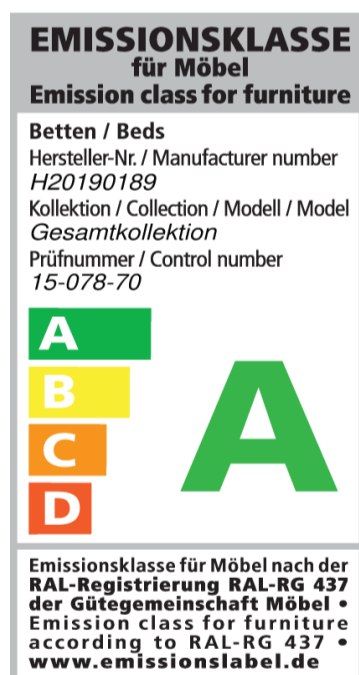 EMISSIONSKLASSE
für Möbel
Emission class for furniture
Betten / Beds
Hersteller-Nr. / Manufacturer number
H20190189
Kollektion / Collection / Modell / Model
Gesamtkollektion
Prüfnummer / Control number
15-078-70
A
B
C
D
A
Emissionsklasse für Möbel nach der
RAL-Registrierung RAL-RG 437
der Gütegemeinschaft Möbel •
Emission class for furniture
according to RAL-RG 437 •
www.emissionslabel.de